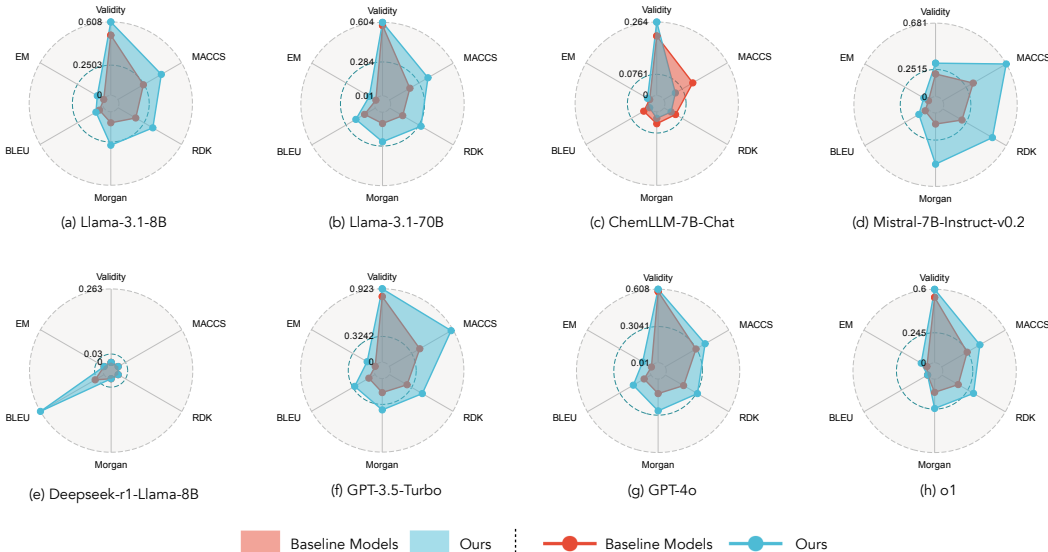 Validity
0.608
0.2503
0
EM
MACCS
BLEU
RDK
Morgan
(a) Llama-3.1-8B
Validity
0.604
0.284
0.01
EM
MACCS
BLEU
RDK
Morgan
(b) Llama-3.1-70B
Validity
0.264
0.0761
0
EM
MACCS
BLEU
RDK
Morgan
(c) ChemLLM-7B-Chat
Validity
0.681
0.2515
0
EM
MACCS
BLEU
RDK
Morgan
(d) Mistral-7B-Instruct-v0.2
Validity
0.263
0.03
0
EM
MACCS
BLEU
RDK
Morgan
(e) Deepseek-r1-Llama-8B
Validity
0.923
0.3242
0
EM
MACCS
BLEU
RDK
Morgan
(f) GPT-3.5-Turbo
Validity
0.608
0.3041
0.01
EM
MACCS
BLEU
RDK
Morgan
(g) GPT-4o
Validity
0.6
0.245
0
EM
MACCS
BLEU
RDK
Morgan
(h) o1
Baseline Models Ours Baseline Models Ours